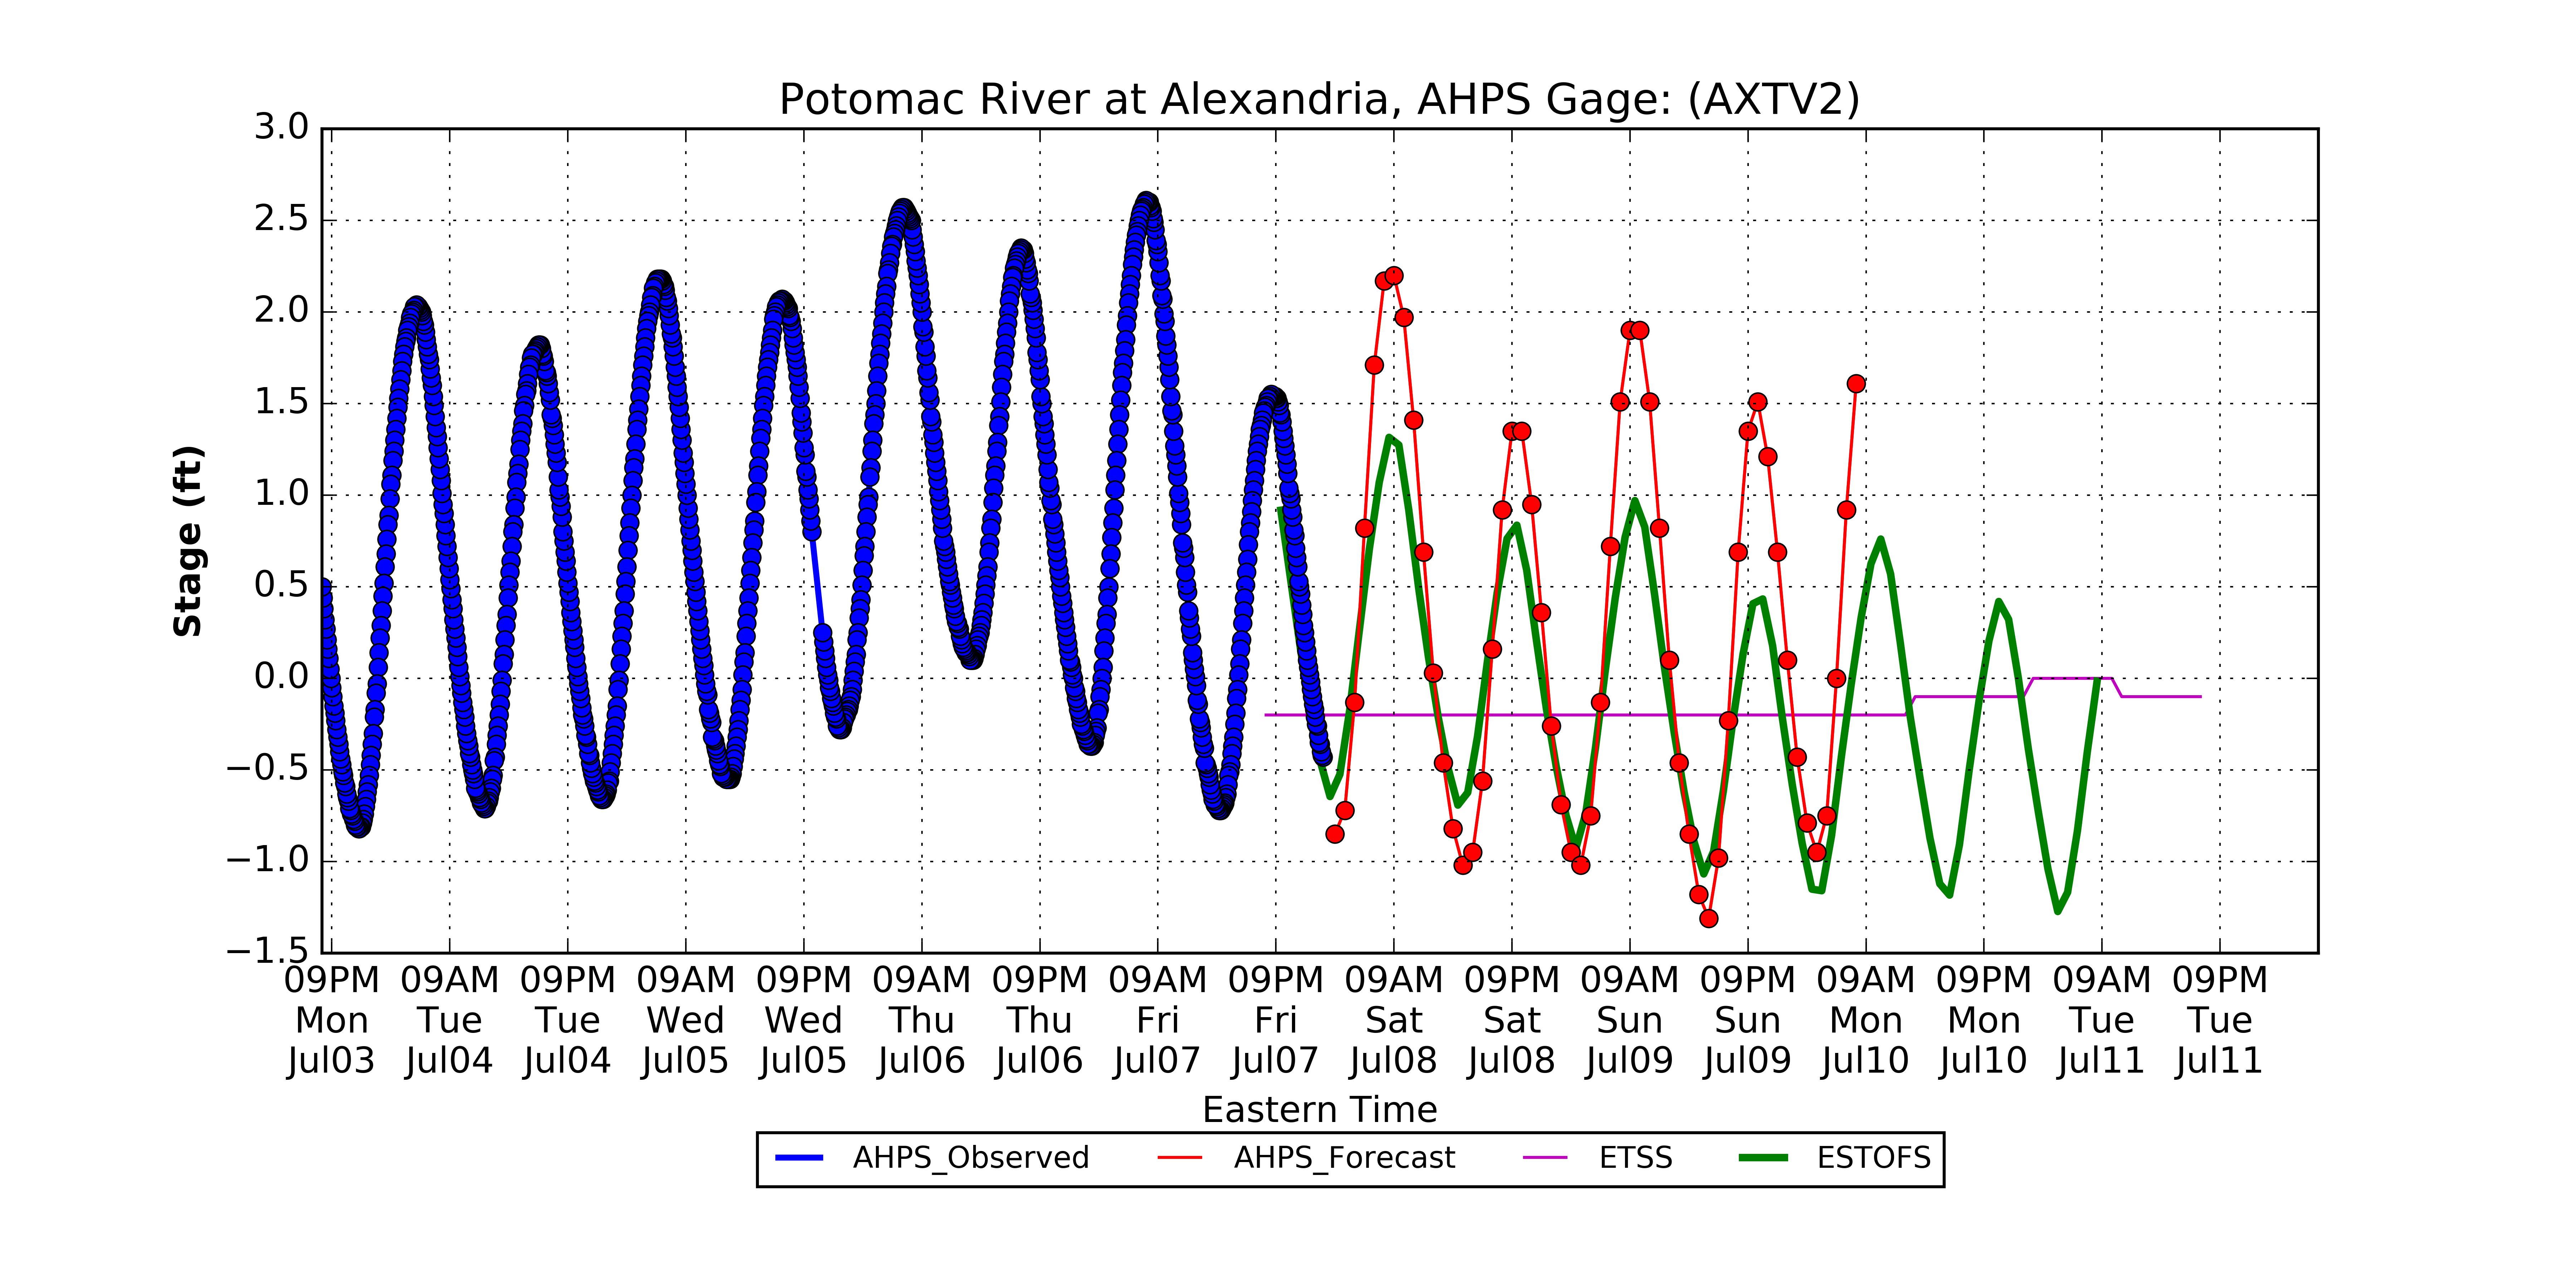 Potomac River at Alexandria, AHPS Gage: (AXTV2)
3.0
2.5
2.0
1.5
1.0
0.5
0.0
−0.5
−1.0
−1.5
Stage (ft)
09PM 09AM 09PM 09AM 09PM 09AM 09PM 09AM 09PM 09AM 09PM 09AM 09PM 09AM 09PM 09AM 09PM
Mon Tue Tue Wed Wed Thu Thu Fri Fri Sat Sat Sun Sun Mon Mon Tue Tue
Jul03 Jul04 Jul04 Jul05 Jul05 Jul06 Jul06 Jul07 Jul07 Jul08 Jul08 Jul09 Jul09 Jul10 Jul10 Jul11 Jul11
Eastern Time
AHPS_Observed AHPS_Forecast ETSS ESTOFS